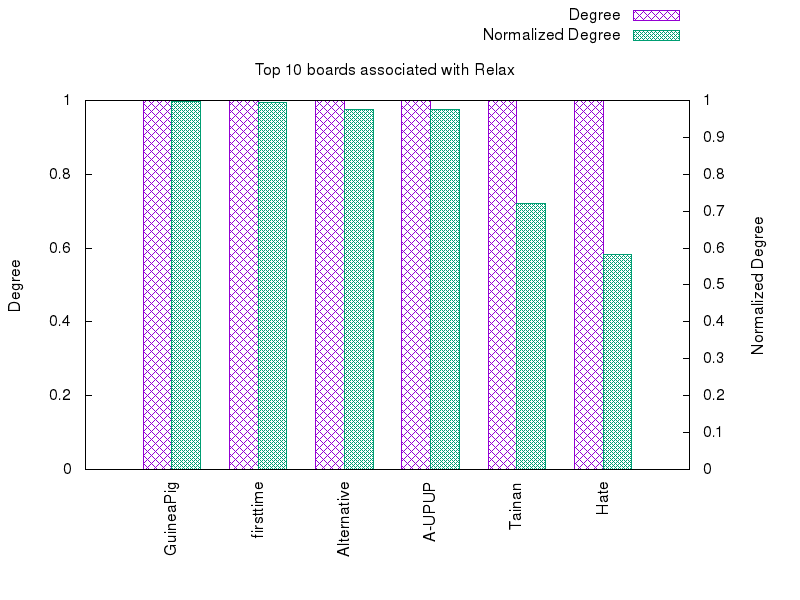 Degree
Normalized Degree
Top 10 boards associated with Relax
1
0.8
0.6
0.4
0.2
0
Degree
1
0.9
0.8
0.7
0.6
0.5
0.4
0.3
0.2
0.1
0
Normalized Degree
GuineaPig
firsttime
Alternative
A-UPUP
Tainan
Hate